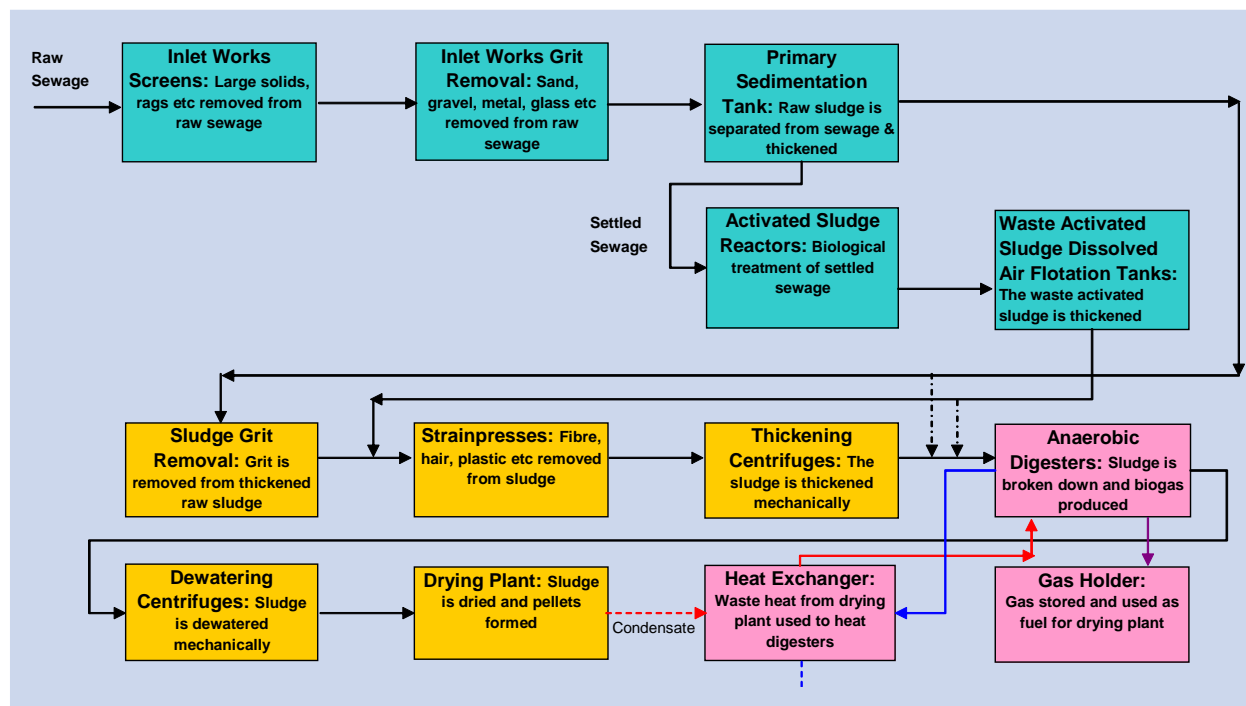 Raw
Sewage
Inlet Works
Screens: Large solids,
rags etc removed from
raw sewage
Inlet Works Grit
Removal: Sand,
gravel, metal, glass etc
removed from raw
sewage
Primary
Sedimentation
Tank: Raw sludge is
separated from sewage &
thickened
Settled
Sewage
Activated Sludge
Reactors: Biological
treatment of settled
sewage
Waste Activated
Sludge Dissolved
Air Flotation Tanks:
The waste activated
sludge is thickened
Sludge Grit
Removal: Grit is
removed from thickened
raw sludge
Strainpresses: Fibre,
hair, plastic etc removed
from sludge
Thickening
Centrifuges: The
sludge is thickened
mechanically
Anaerobic
Digesters: Sludge is
broken down and biogas
produced
Dewatering
Centrifuges: Sludge
is dewatered
mechanically
Drying Plant: Sludge
is dried and pellets
formed
Condensate
Heat Exchanger:
Waste heat from drying
plant used to heat
digesters
Gas Holder:
Gas stored and used as
fuel for drying plant